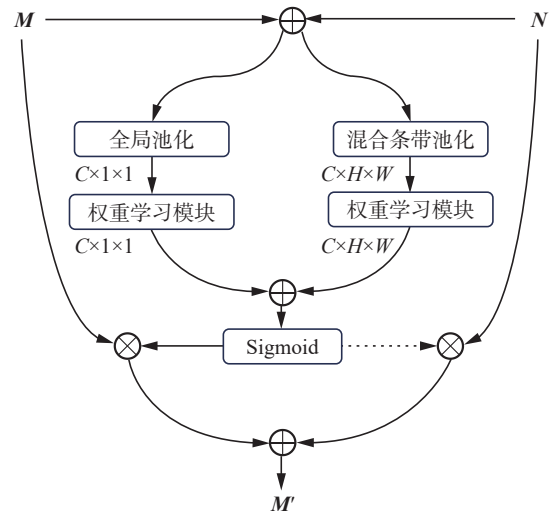 M N
全局池化 混合条带池化
C×1×1 C×H×W
权重学习模块 权重学习模块
C×1×1 C×H×W
Sigmoid
M′